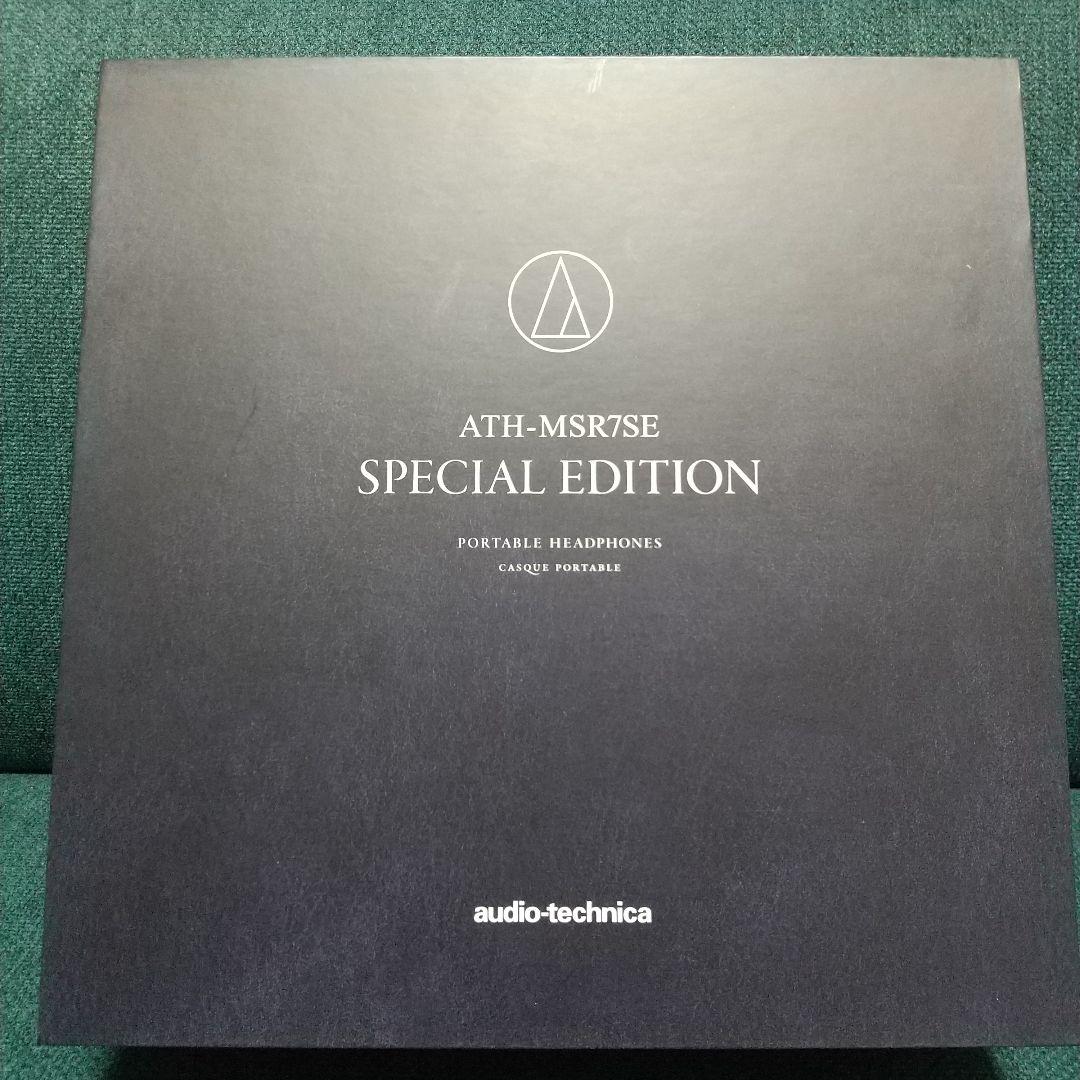 ATH-MSR7SE
SPECIAL EDITION
PORTABLE HEADPHONES
CASQUE PORTABLE
audio-technica